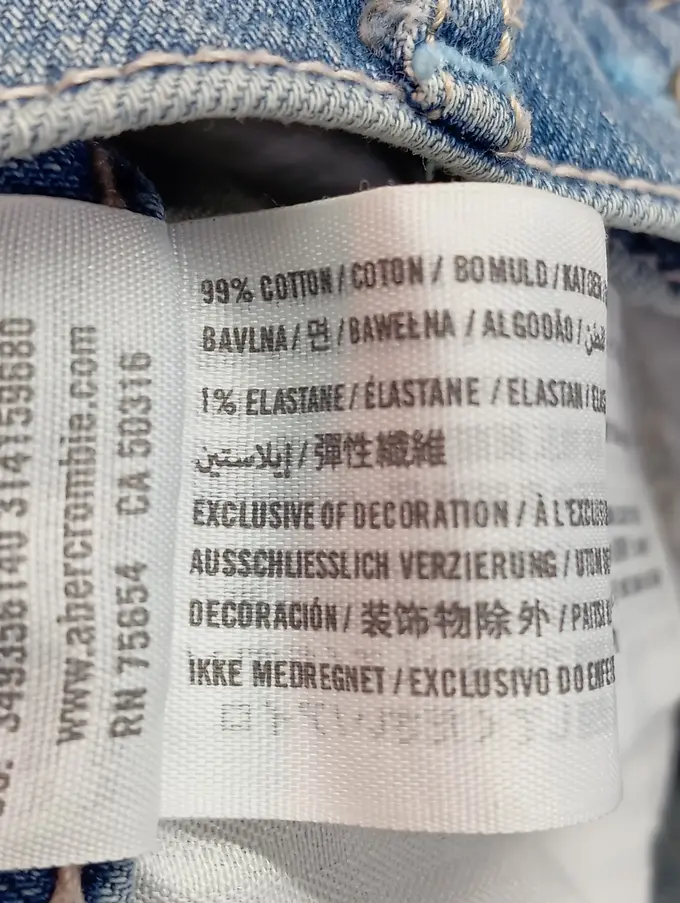 99% COTTON / COTON / BOMULD /
BAVLNA / 면 / BAWEŁNA / ALGODÃO / قطن
1% ELASTANE / ÉLASTANE / ELASTAN /
إيلاستين / 彈性纖維
EXCLUSIVE OF DECORATION / À
AUSSCHLIESSLICH VERZIERUNG /
DECORACIÓN / 装饰物除外 /
IKKE MEDREGNET / EXCLUSIVO DO
www.abercrombie.com
RN 75654 CA 50316